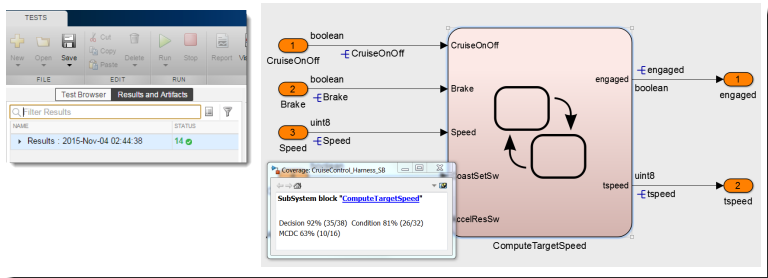 TESTS
New
Open
Save
Cut
Copy
Paste
Delete
Run
Stop
Report
FILE
EDIT
RUN
Test Browser
Results and Artifacts
Filter Results
NAME
STATUS
Results : 2015-Nov-04 02:44:38
14
boolean
1
CruiseOnOff
CruiseOnOff
CruiseOnOff
boolean
2
Brake
Brake
Brake
uint8
3
Speed
Speed
Speed
engaged
engaged
boolean
1
engaged
tspeed
uint8
tspeed
2
tspeed
Coverage: CruiseControl_Harness_SB
SubSystem block "ComputeTargetSpeed"
Decision 92% (35/38) Condition 81% (26/32)
MCDC 63% (10/16)
oastSetSw
ccelResSw
ComputeTargetSpeed